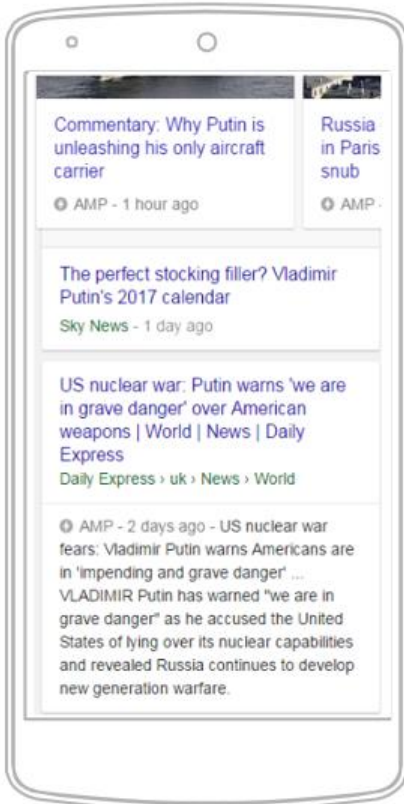 Commentary: Why Putin is
unleashing his only aircraft
carrier
AMP - 1 hour ago
Russia
in Paris
snub
AMP -
The perfect stocking filler? Vladimir
Putin's 2017 calendar
Sky News - 1 day ago
US nuclear war: Putin warns 'we are
in grave danger' over American
weapons | World | News | Daily
Express
Daily Express › uk › News › World
AMP - 2 days ago - US nuclear war
fears: Vladimir Putin warns Americans are
in 'impending and grave danger' ...
VLADIMIR Putin has warned "we are in
grave danger" as he accused the United
States of lying over its nuclear capabilities
and revealed Russia continues to develop
new generation warfare.